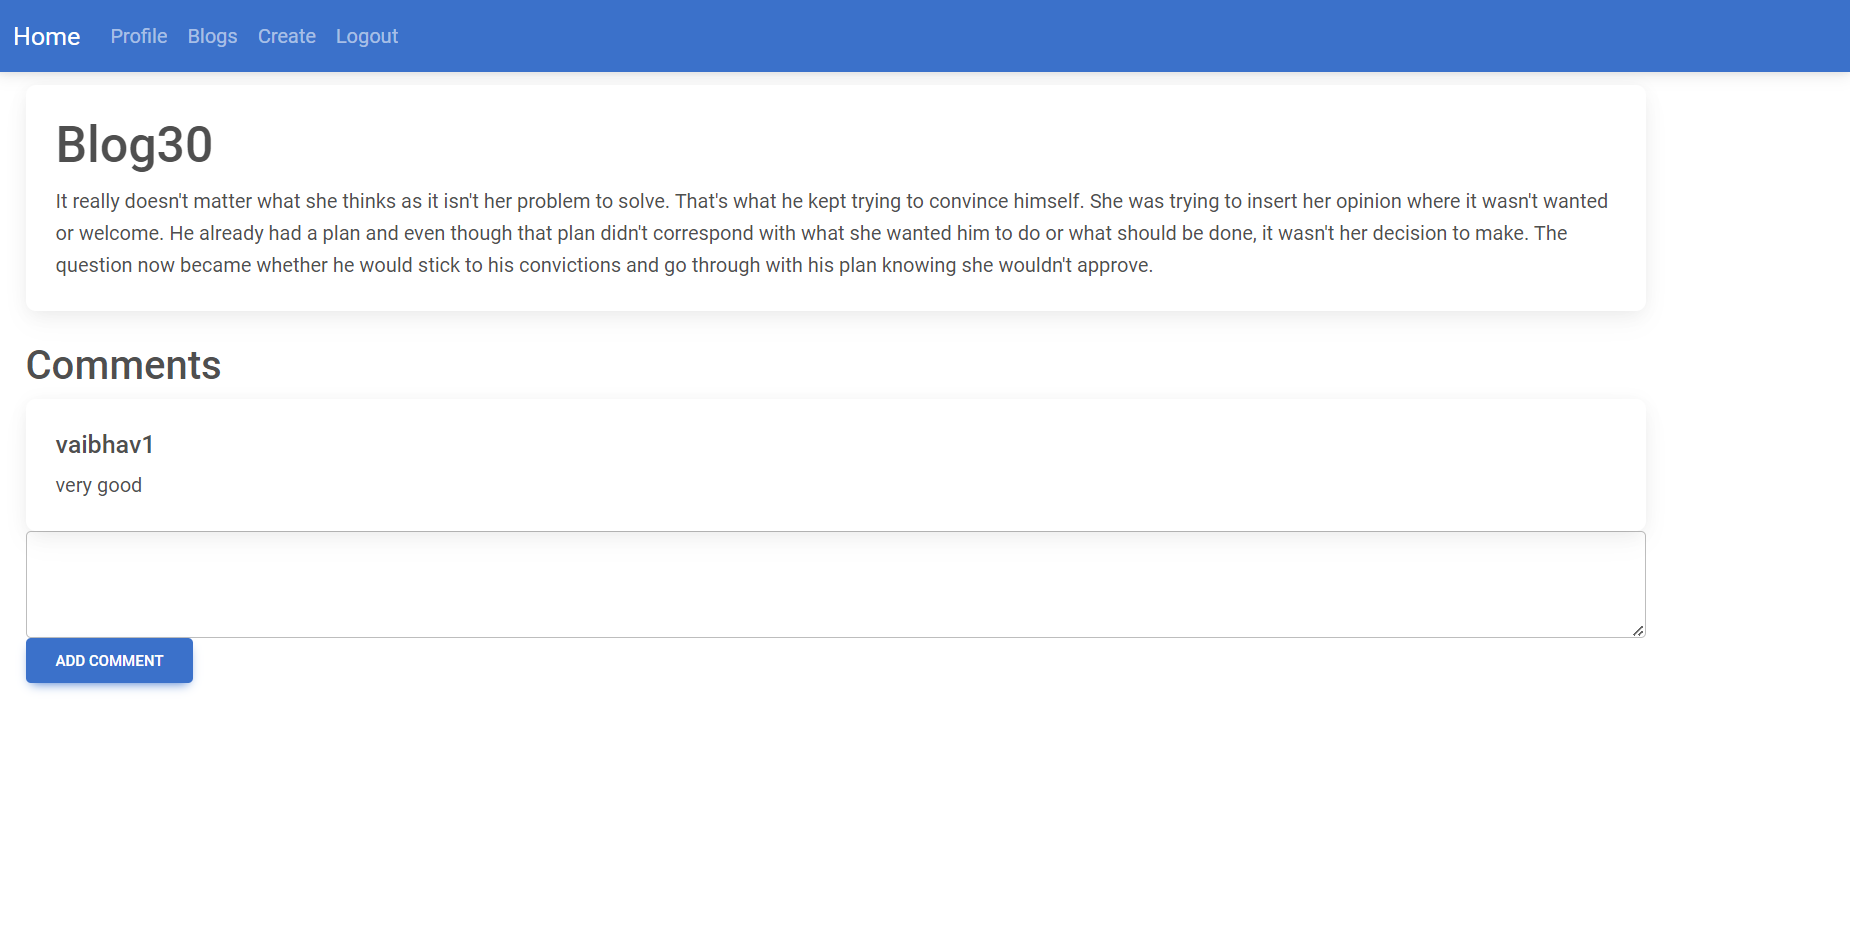 Home Profile Blogs Create Logout
Blog30
It really doesn't matter what she thinks as it isn't her problem to solve. That's what he kept trying to convince himself. She was trying to insert her opinion where it wasn't wanted
or welcome. He already had a plan and even though that plan didn't correspond with what she wanted him to do or what should be done, it wasn't her decision to make. The
question now became whether he would stick to his convictions and go through with his plan knowing she wouldn't approve.
Comments
vaibhav1
very good
ADD COMMENT